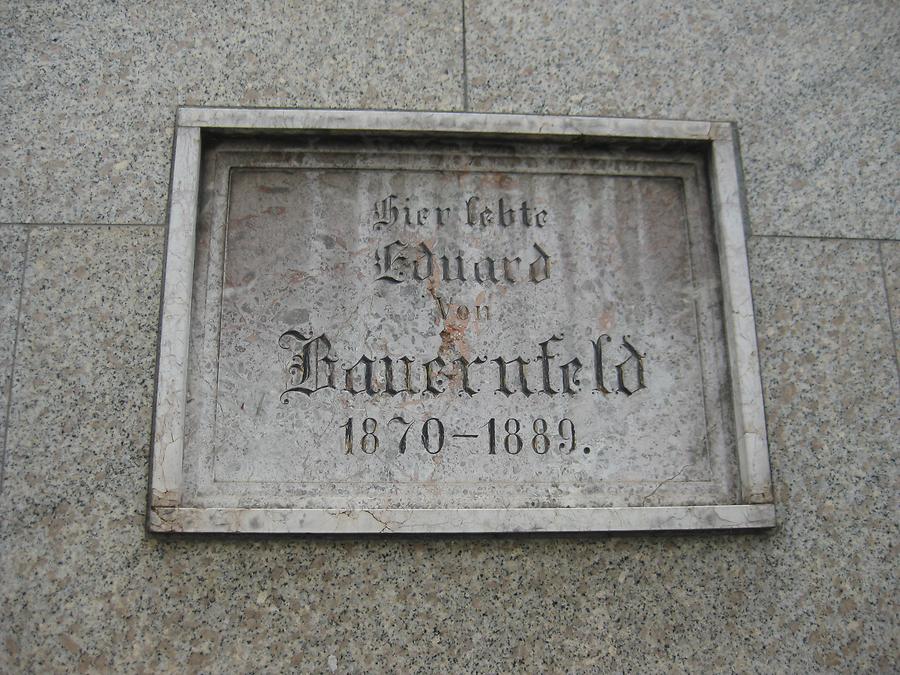 Hier lebte
Eduard
von
Bauernfeld
1870-1889.